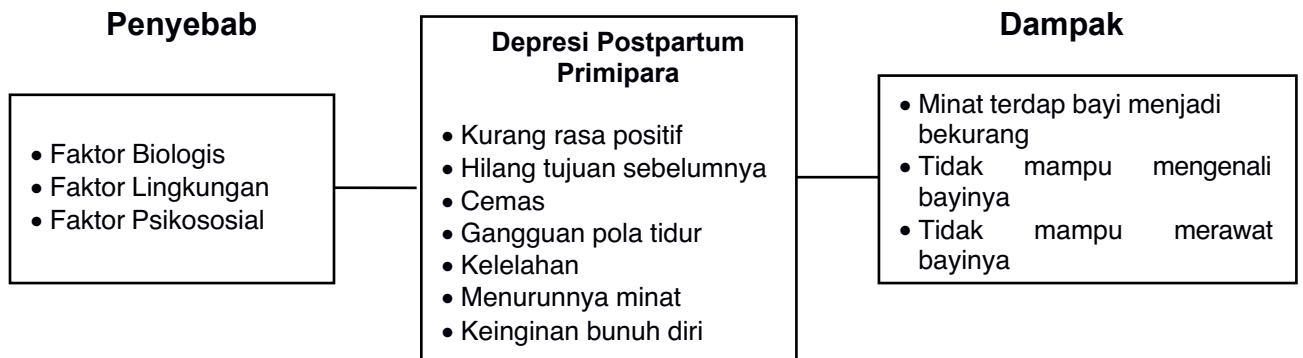 Penyebab
• Faktor Biologis
• Faktor Lingkungan
• Faktor Psikososial
Depresi Postpartum
Primipara
• Kurang rasa positif
• Hilang tujuan sebelumnya
• Cemas
• Gangguan pola tidur
• Kelelahan
• Menurunnya minat
• Keinginan bunuh diri
Dampak
• Minat terdap bayi menjadi
bekurang
• Tidak mampu mengenali
bayinya
• Tidak mampu merawat
bayinya